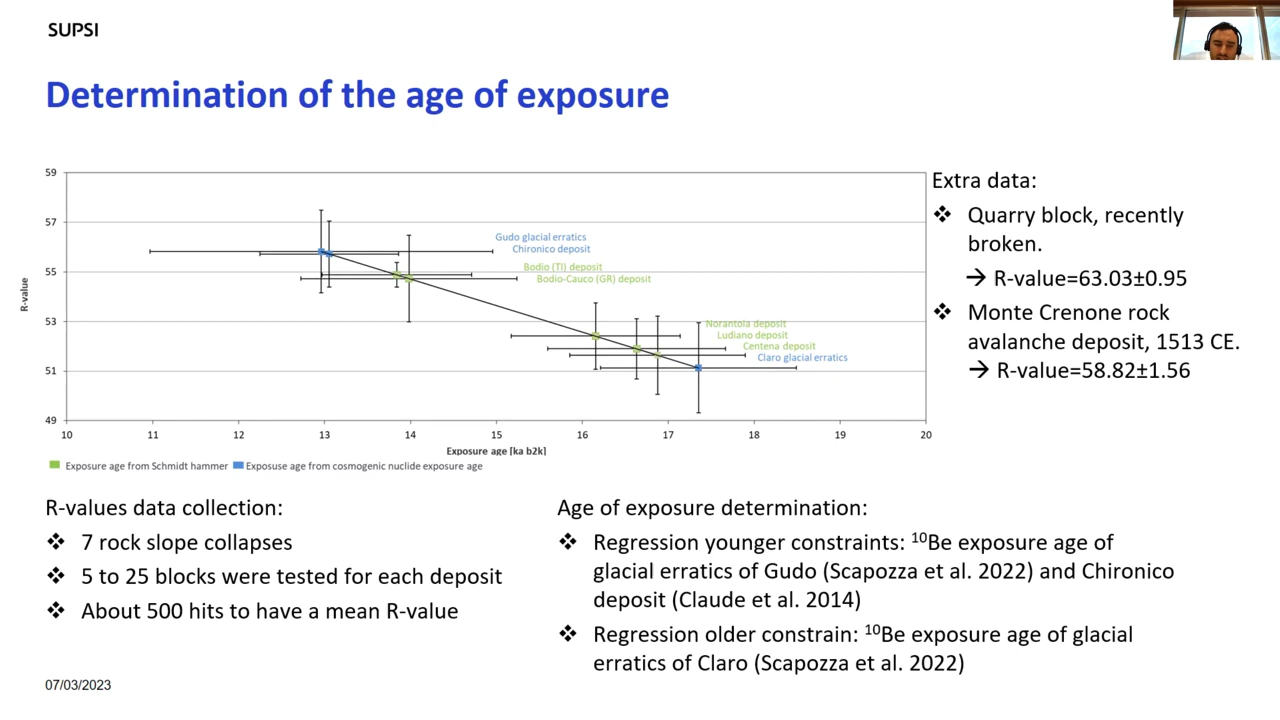 SUPSI
Determination of the age of exposure
59
57
55
53
51
49
R-value
10 11 12 13 14 15 16 17 18 19 20
Exposure age [ka b2k]
Gudo glacial erratics
Chironico deposit
Bodio (TI) deposit
Bodio-Cauco (GR) deposit
Norantola deposit
Ludiano deposit
Centena deposit
Claro glacial erratics
Exporsure age from Schmidt hammer Exposuse age from cosmogenic nuclide exposure age
Extra data:
❖ Quarry block, recently
broken.
→ R-value=63.03±0.95
❖ Monte Crenone rock
avalanche deposit, 1513 CE.
→ R-value=58.82±1.56
R-values data collection:
❖ 7 rock slope collapses
❖ 5 to 25 blocks were tested for each deposit
❖ About 500 hits to have a mean R-value
Age of exposure determination:
❖ Regression younger constraints: ¹⁰Be exposure age of
glacial erratics of Gudo (Scapozza et al. 2022) and Chironico
deposit (Claude et al. 2014)
❖ Regression older constrain: ¹⁰Be exposure age of glacial
erratics of Claro (Scapozza et al. 2022)
07/03/2023